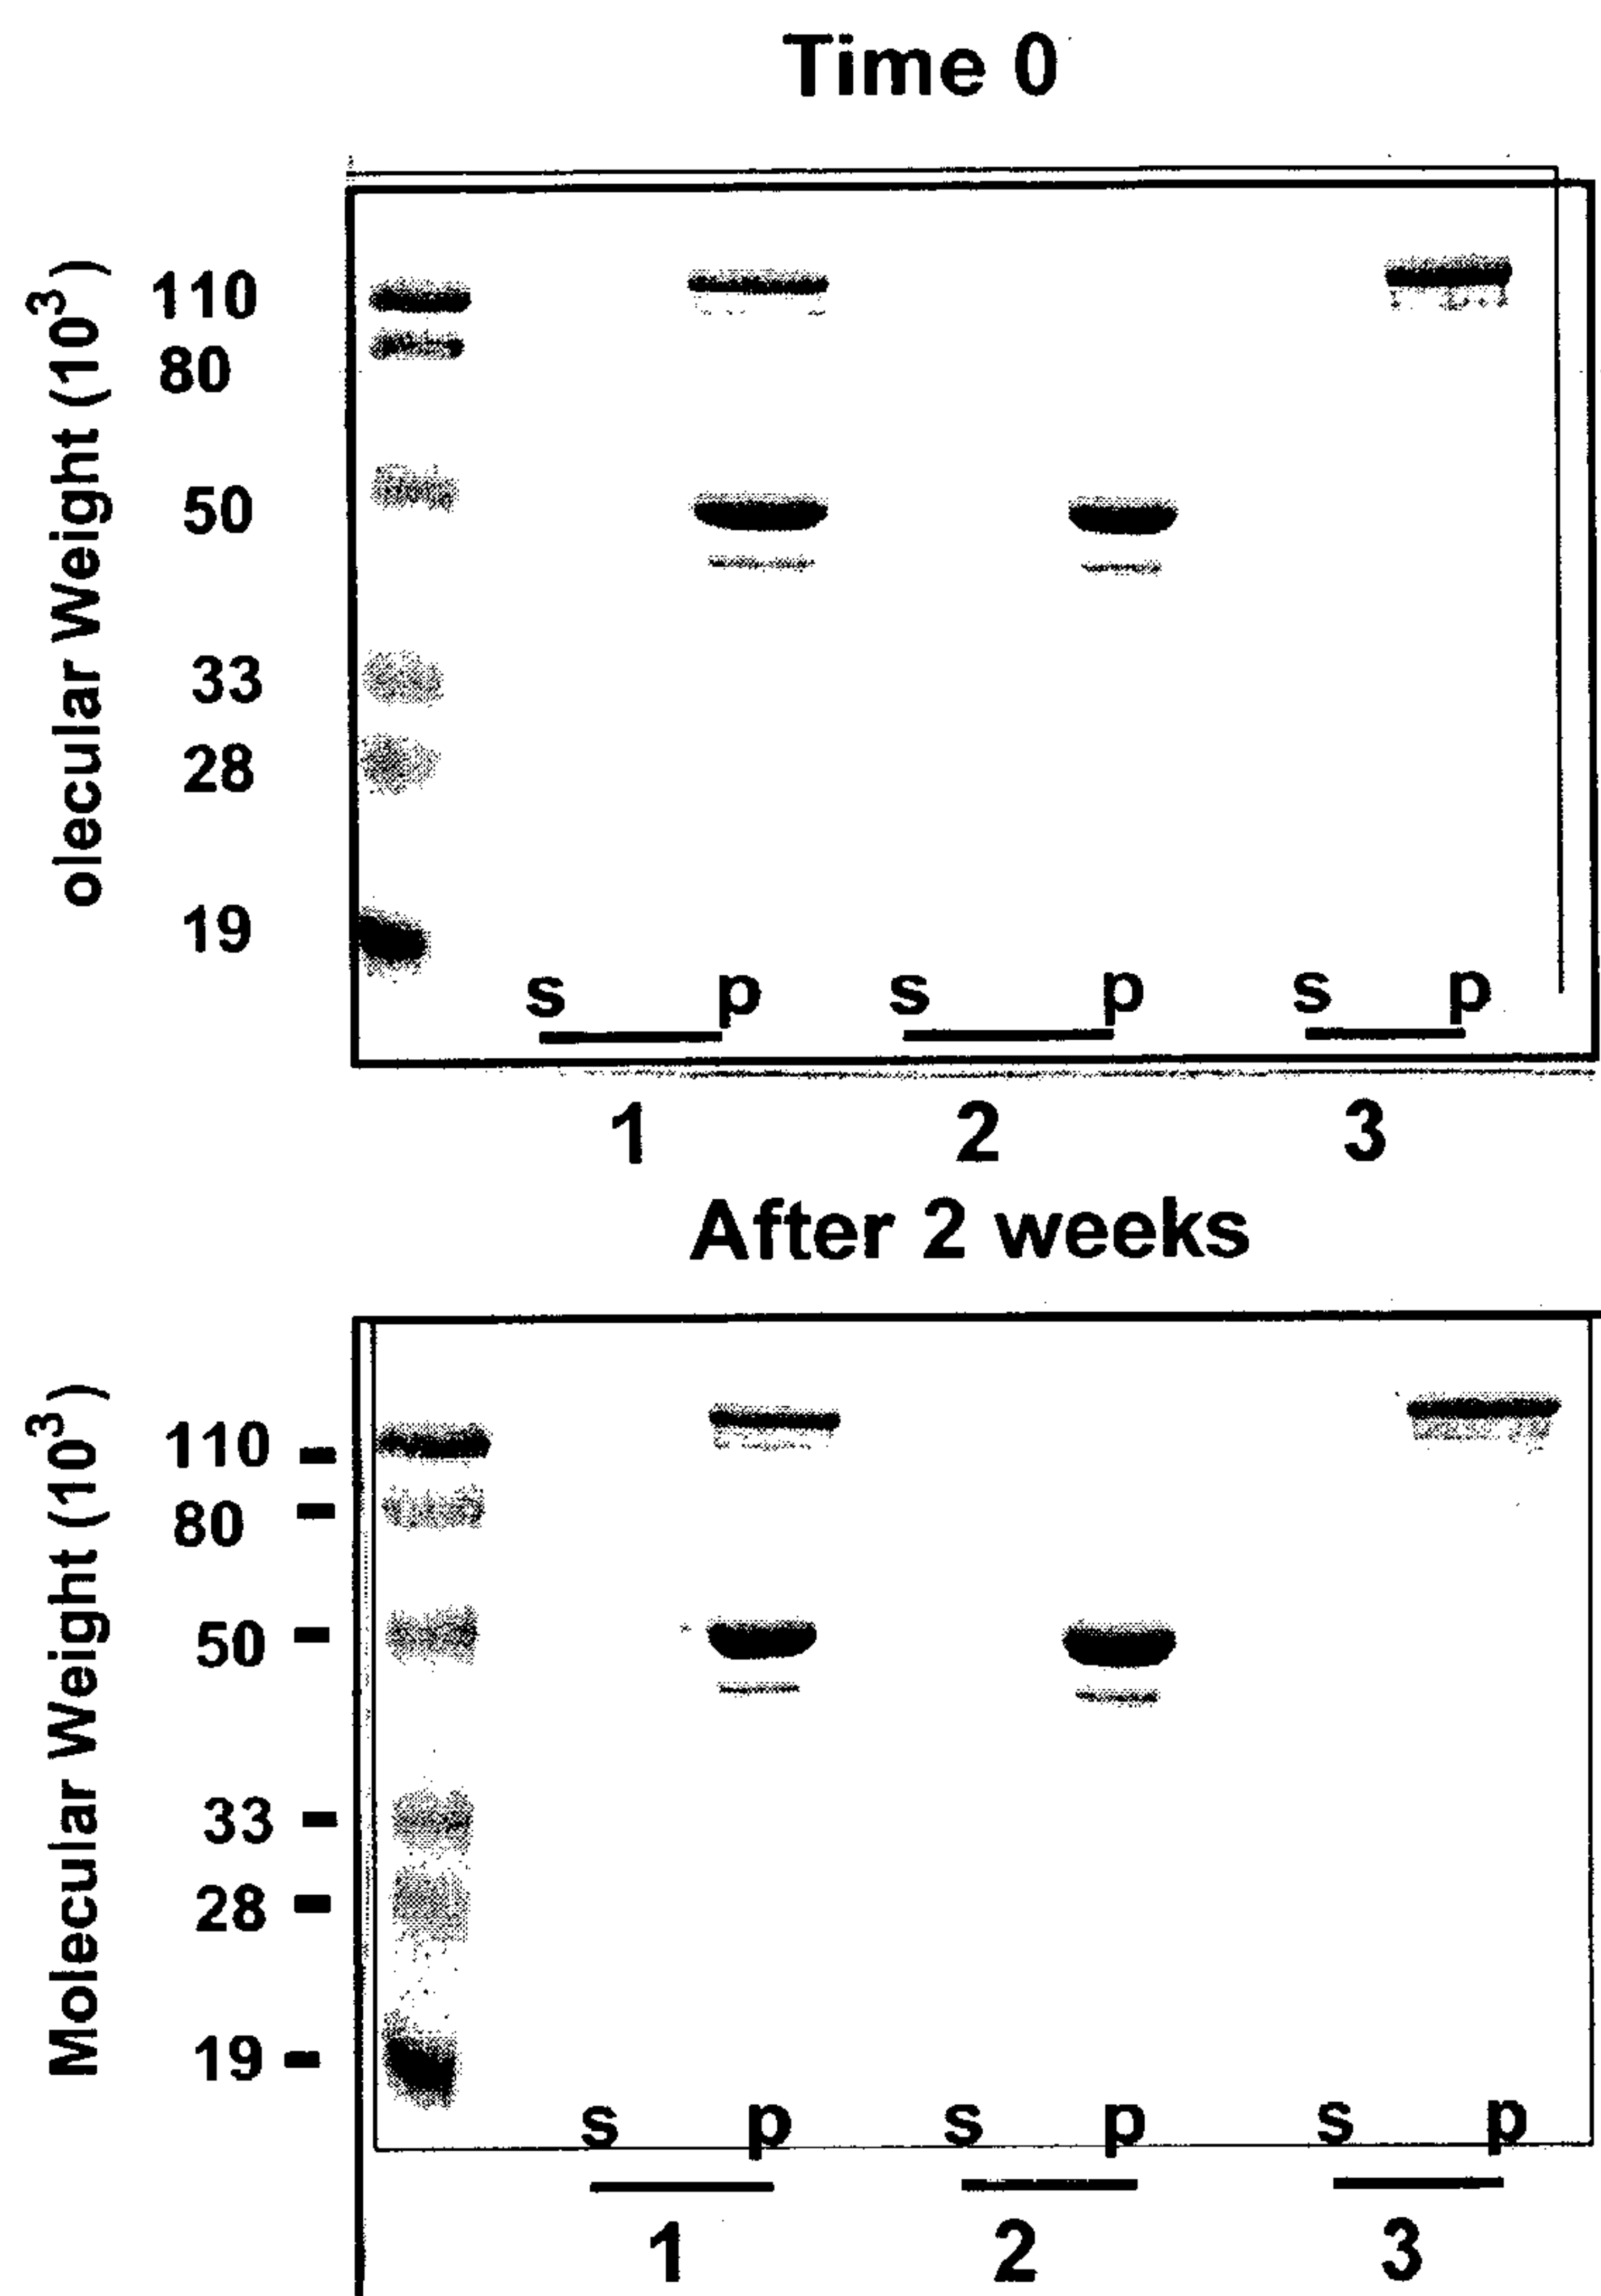 Time 0
olecular Weight (10³)
110
80
50
33
28
19
s p s p s p
1 2 3
After 2 weeks
Molecular Weight (10³)
110
80
50
33
28
19
s p s p s p
1 2 3